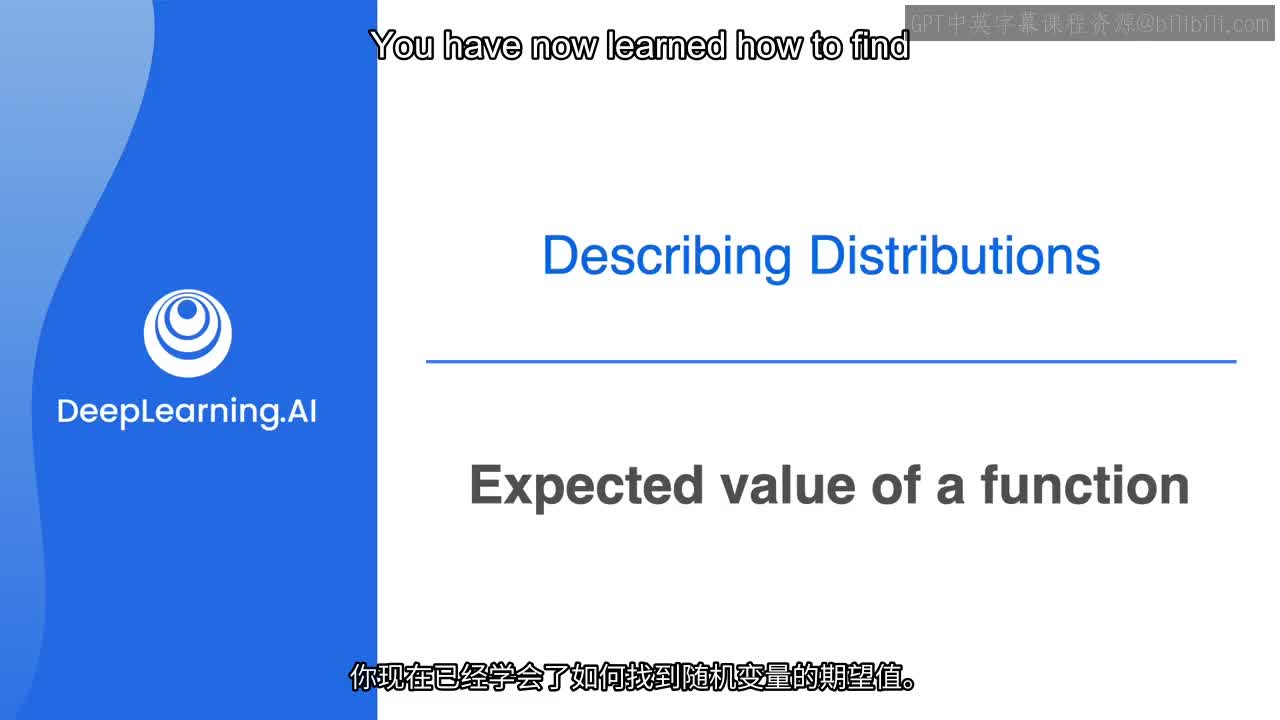 GPT中英字幕课程资源@bilibili.com
You have now learned how to find
Describing Distributions
DeepLearning.AI
Expected value of a function
你现在已经学会了如何找到随机变量的期望值。